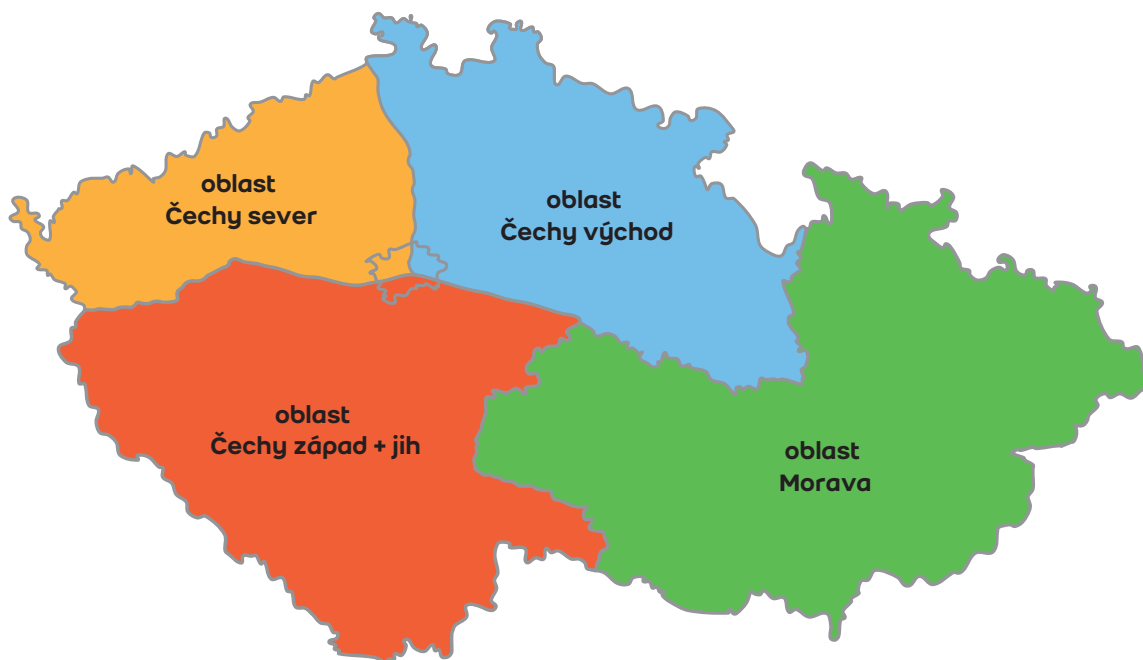 oblast
Čechy sever
oblast
Čechy východ
oblast
Čechy západ + jih
oblast
Morava